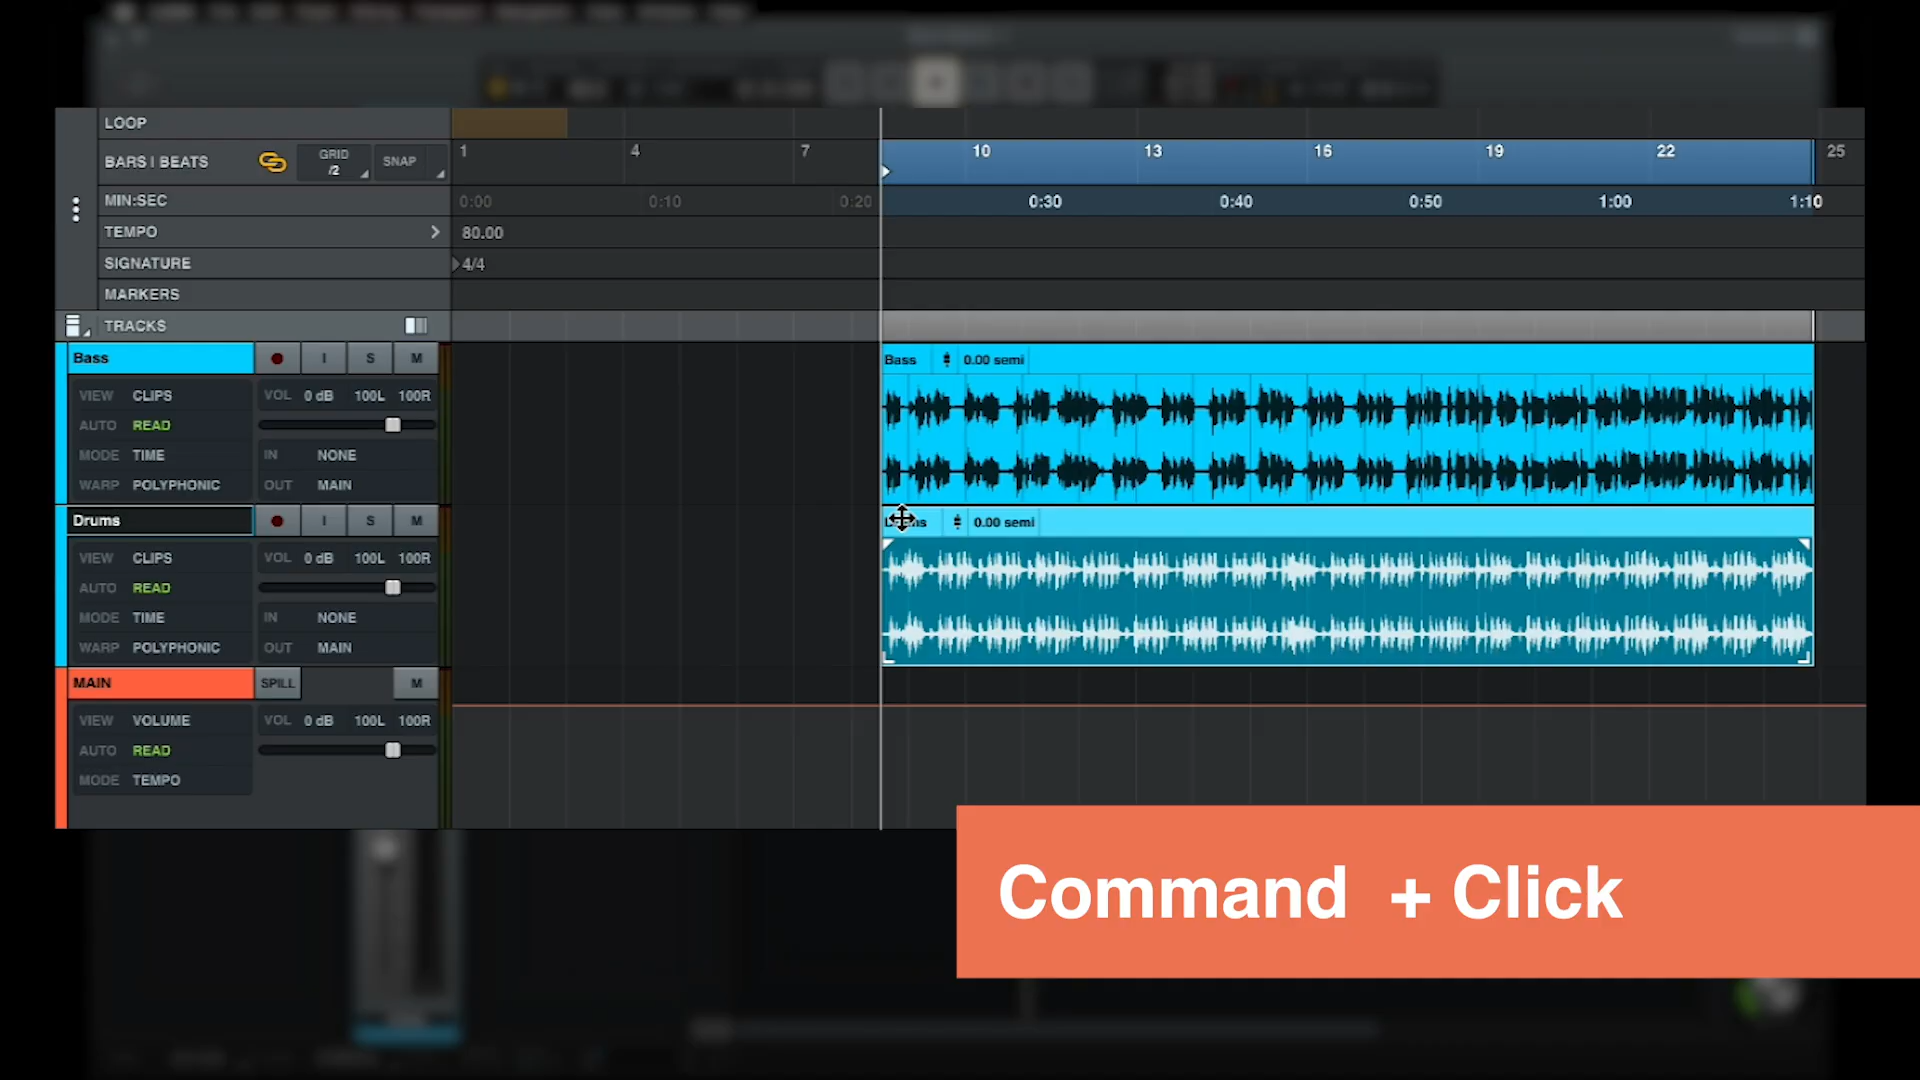 LOOP
BARS | BEATS GRID /2 SNAP 1 4 7 10 13 16 19 22 25
MIN:SEC 0:00 0:10 0:20 0:30 0:40 0:50 1:00 1:10
TEMPO 80.00
SIGNATURE 4/4
MARKERS
TRACKS
Bass I S M Bass 0.00 semi
VIEW CLIPS VOL 0 dB 100L 100R
AUTO READ
MODE TIME IN NONE
WARP POLYPHONIC OUT MAIN
Drums I S M 0.00 semi
VIEW CLIPS VOL 0 dB 100L 100R
AUTO READ
MODE TIME IN NONE
WARP POLYPHONIC OUT MAIN
MAIN SPILL M
VIEW VOLUME VOL 0 dB 100L 100R
AUTO READ
MODE TEMPO
Command + Click